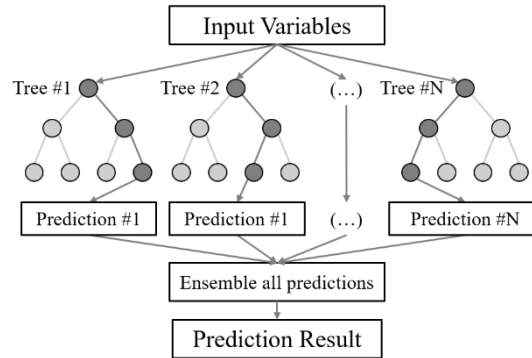 Input Variables
Tree #1
Tree #2
(...)
Tree #N
Prediction #1
Prediction #1
(...)
Prediction #N
Ensemble all predictions
Prediction Result